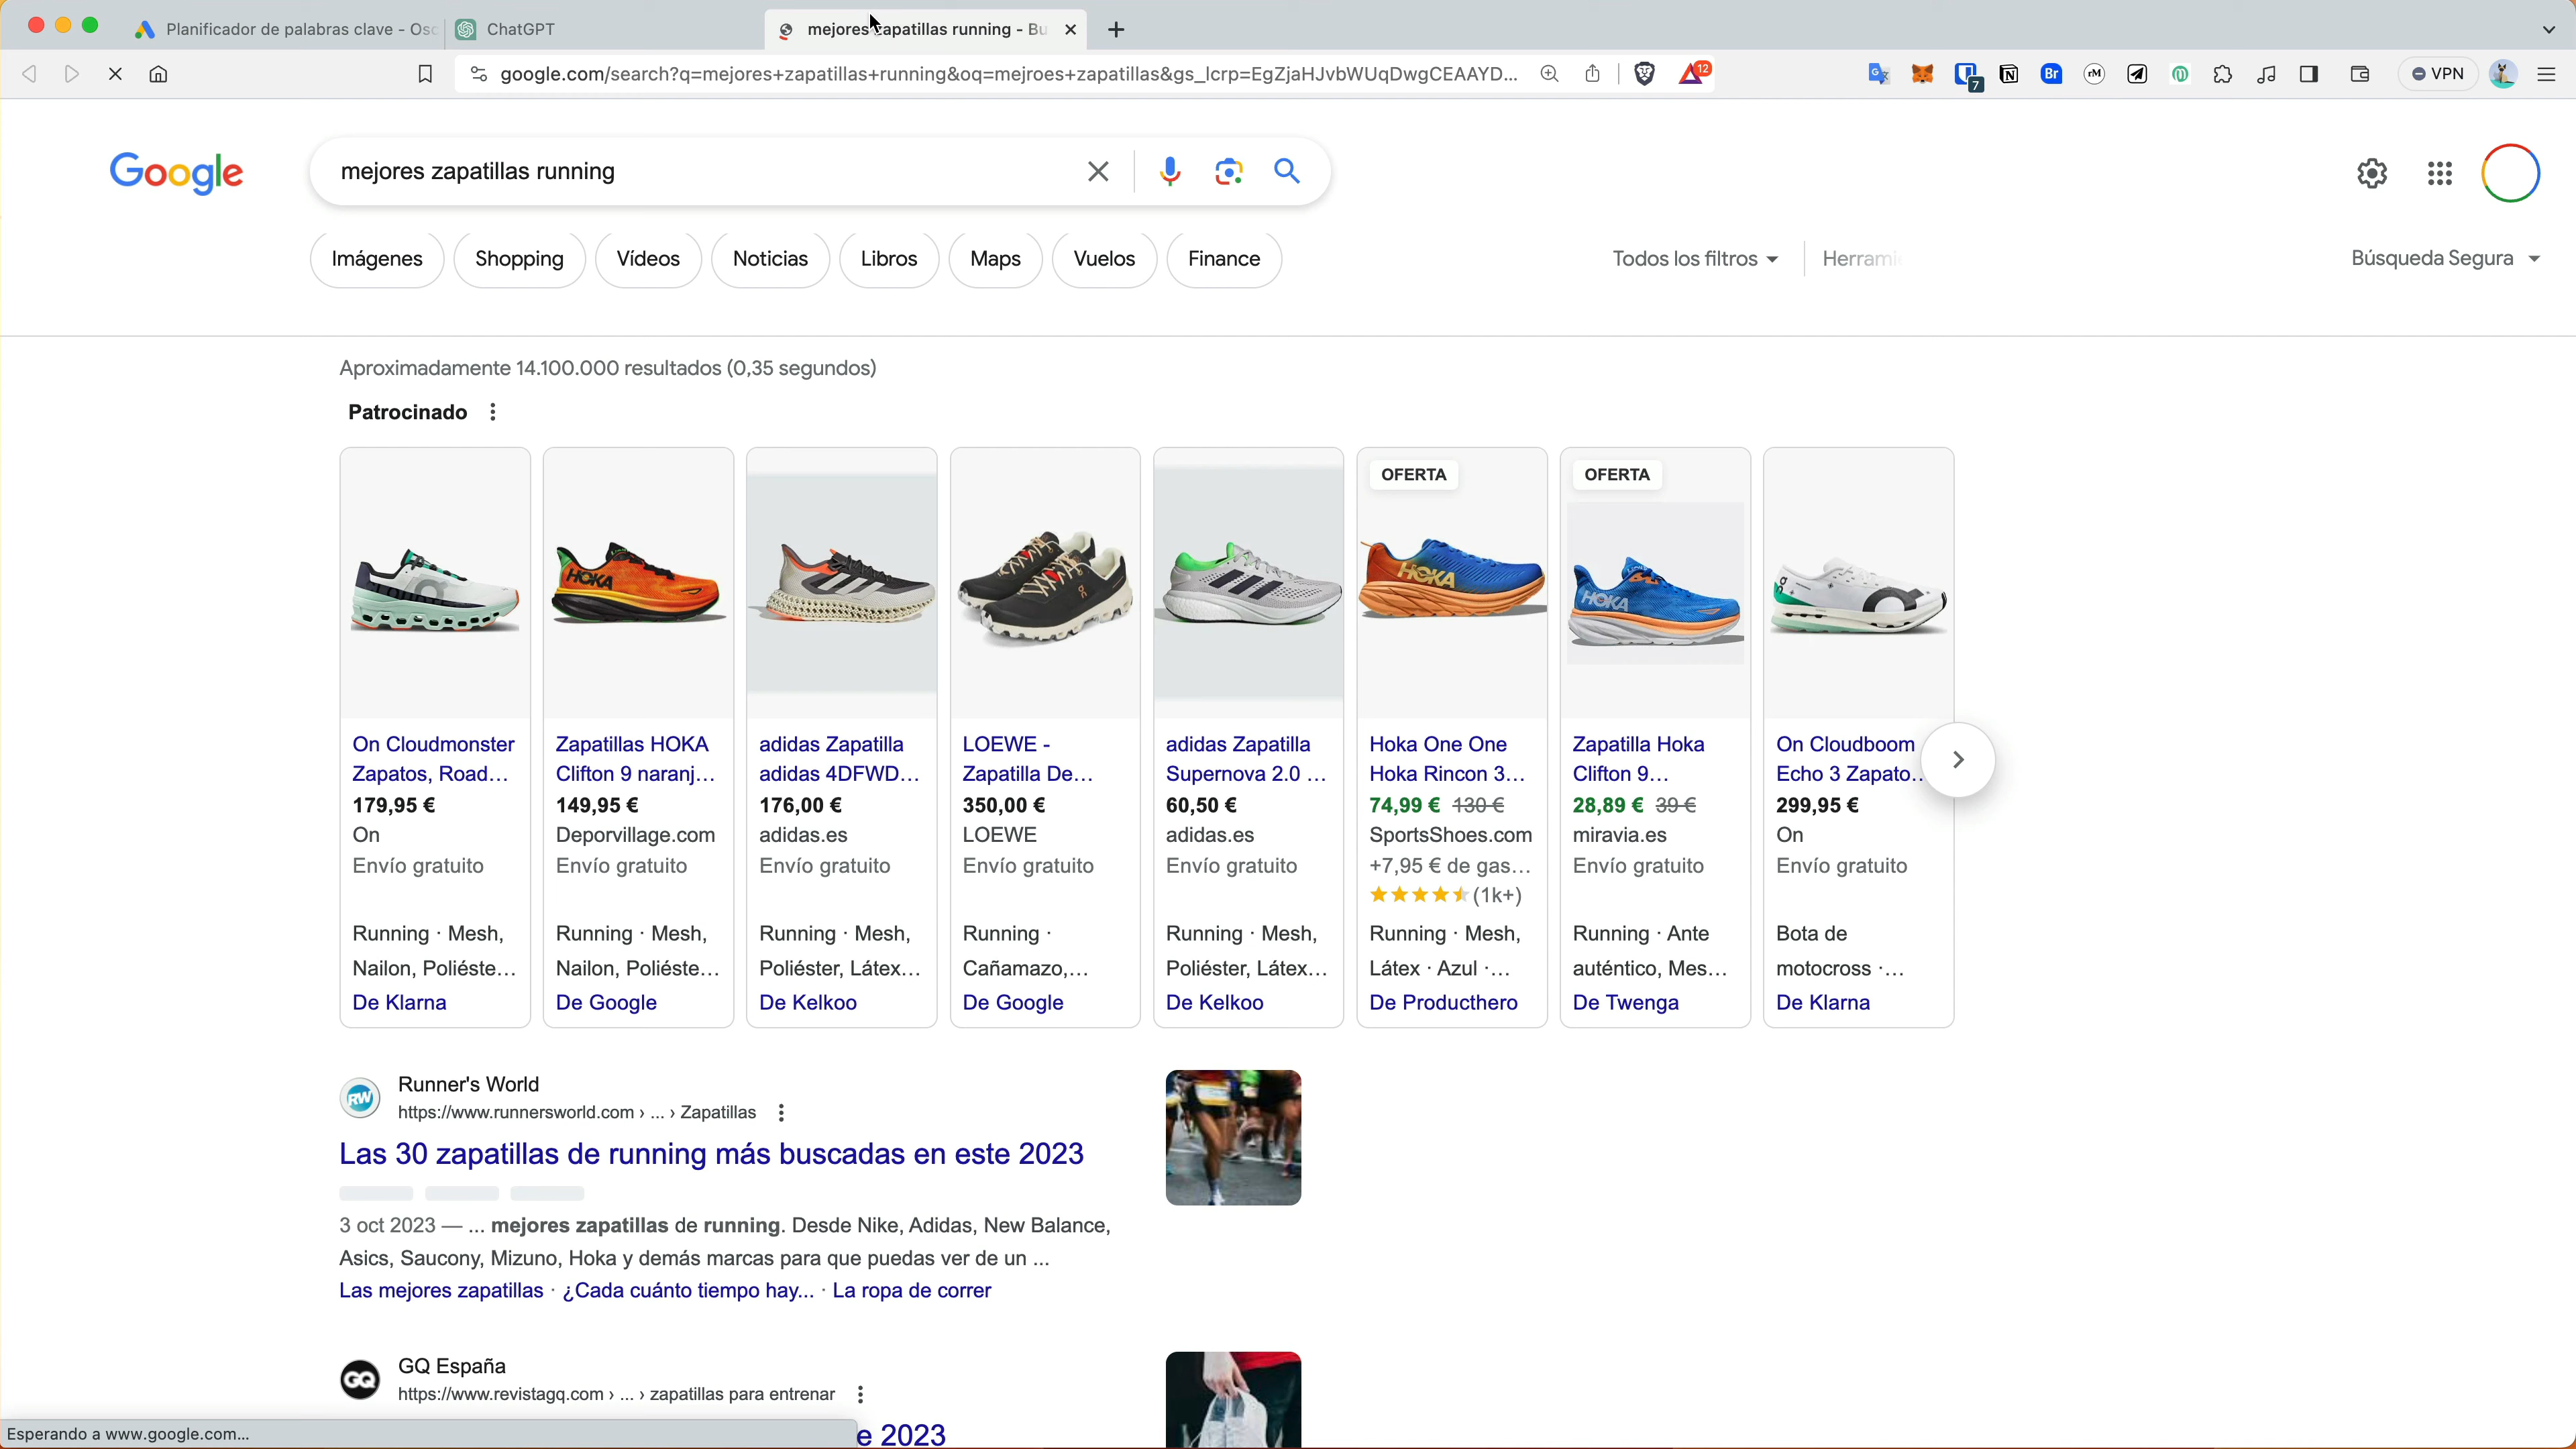 Planificador de palabras clave - Osc
ChatGPT
mejores zapatillas running - Bu
google.com/search?q=mejores+zapatillas+running&oq=mejroes+zapatillas&gs_lcrp=EgZjaHJvbWUqDwgCEAAYD...
12
7
Br
rM
VPN
Google
mejores zapatillas running
Imágenes
Shopping
Vídeos
Noticias
Libros
Maps
Vuelos
Finance
Todos los filtros
Herrami
Búsqueda Segura
Aproximadamente 14.100.000 resultados (0,35 segundos)
Patrocinado
On Cloudmonster
Zapatos, Road...
179,95 €
On
Envío gratuito
Running · Mesh,
Nailon, Poliéste...
De Klarna
HOKA
Zapatillas HOKA
Clifton 9 naranj...
149,95 €
Deporvillage.com
Envío gratuito
Running · Mesh,
Nailon, Poliéste...
De Google
adidas Zapatilla
adidas 4DFWD...
176,00 €
adidas.es
Envío gratuito
Running · Mesh,
Poliéster, Látex...
De Kelkoo
LOEWE -
Zapatilla De...
350,00 €
LOEWE
Envío gratuito
Running ·
Cañamazo,...
De Google
adidas Zapatilla
Supernova 2.0 ...
60,50 €
adidas.es
Envío gratuito
Running · Mesh,
Poliéster, Látex...
De Kelkoo
OFERTA
HOKA
Hoka One One
Hoka Rincon 3...
74,99 € 130 €
SportsShoes.com
+7,95 € de gas...
(1k+)
Running · Mesh,
Látex · Azul ·...
De Producthero
OFERTA
HOKA
Zapatilla Hoka
Clifton 9...
28,89 € 39 €
miravia.es
Envío gratuito
Running · Ante
auténtico, Mes...
De Twenga
On Cloudboom
Echo 3 Zapato...
299,95 €
On
Envío gratuito
Bota de
motocross ·...
De Klarna
RW
Runner's World
https://www.runnersworld.com › ... › Zapatillas
Las 30 zapatillas de running más buscadas en este 2023
3 oct 2023 — ... mejores zapatillas de running. Desde Nike, Adidas, New Balance,
Asics, Saucony, Mizuno, Hoka y demás marcas para que puedas ver de un ...
Las mejores zapatillas · ¿Cada cuánto tiempo hay... · La ropa de correr
GQ
GQ España
https://www.revistagq.com › ... › zapatillas para entrenar
e 2023
Esperando a www.google.com...